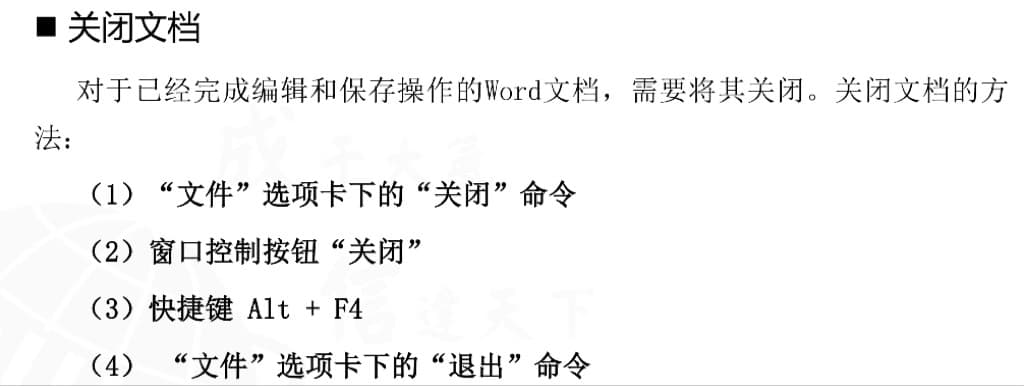 ■ 关闭文档
对于已经完成编辑和保存操作的Word文档，需要将其关闭。关闭文档的方
法：
（1）“文件”选项卡下的“关闭”命令
（2）窗口控制按钮“关闭”
（3）快捷键 Alt + F4
（4） “文件”选项卡下的“退出”命令